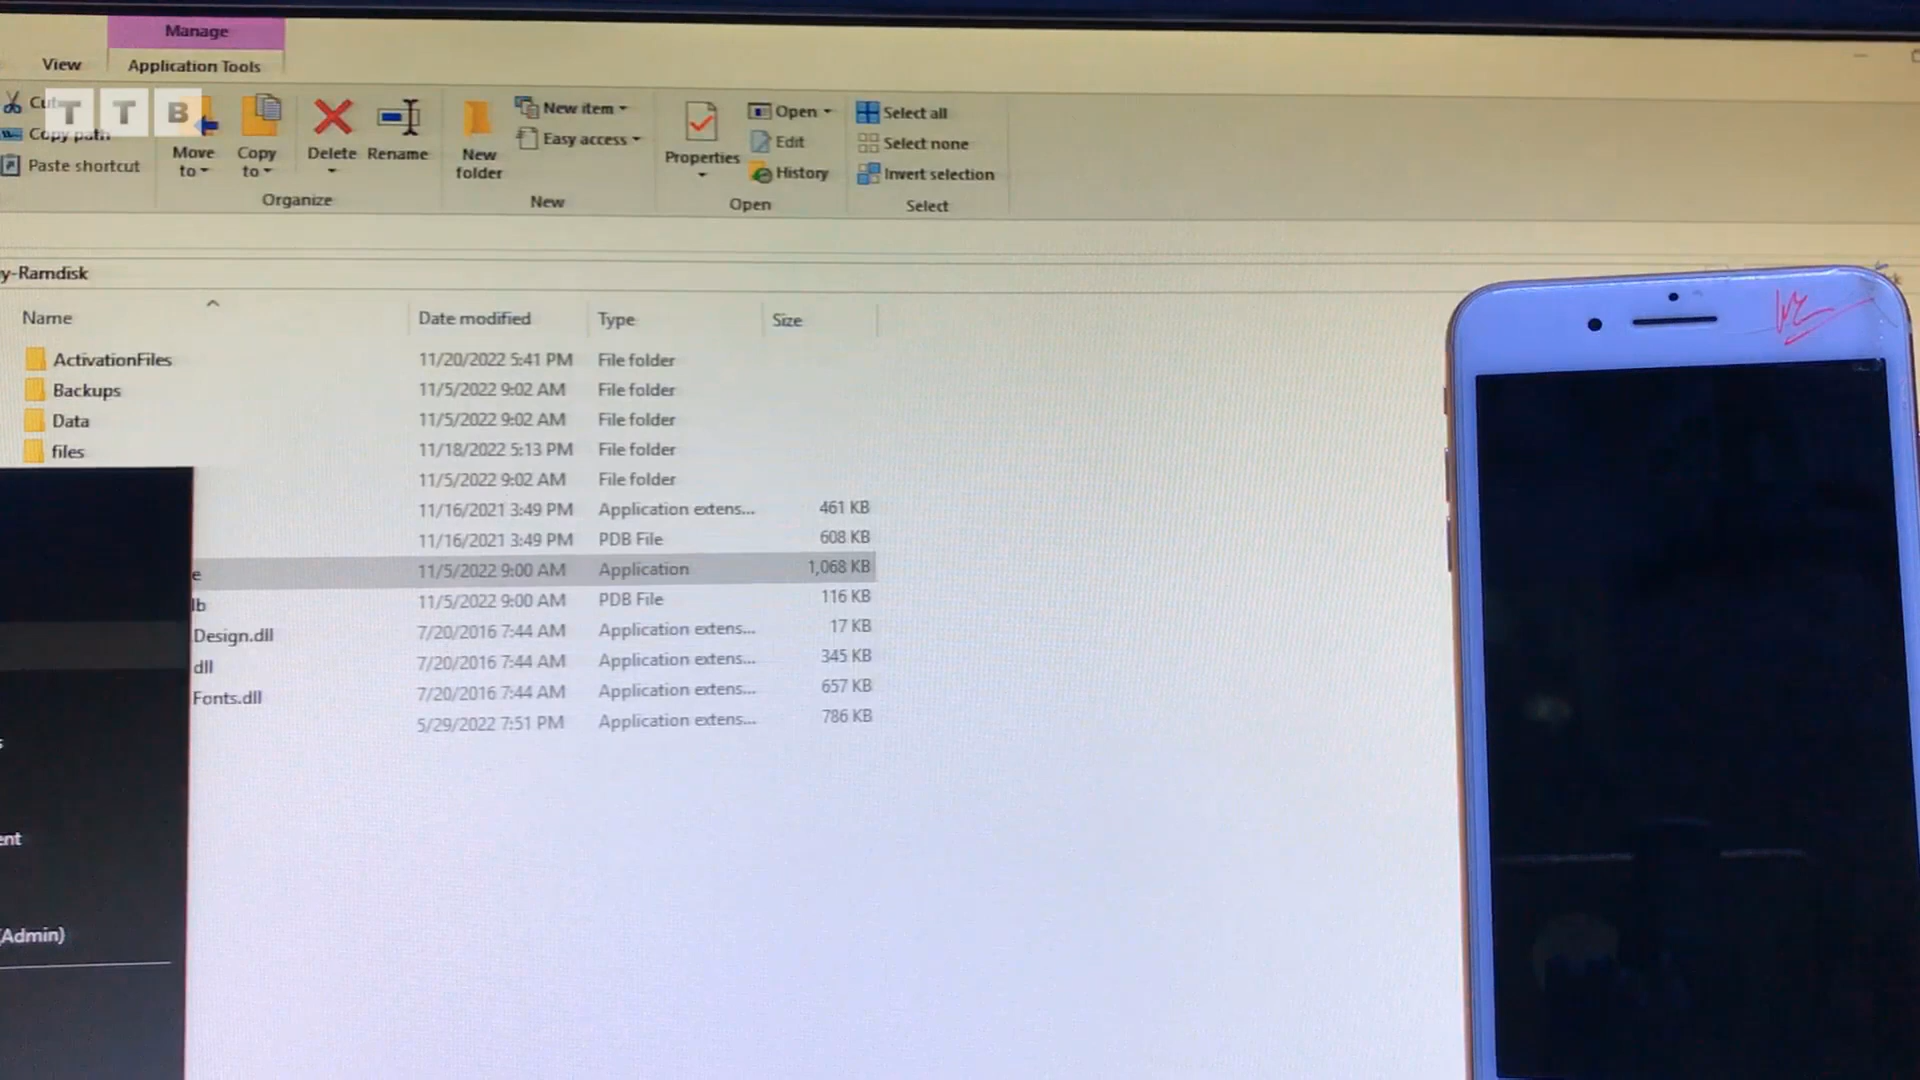 Manage
View
Application Tools
TTB
Cut
Copy path
Paste shortcut
Move to
Copy to
Delete
Rename
Organize
New folder
New item
Easy access
New
Properties
Open
Edit
History
Open
Select all
Select none
Invert selection
Select
y-Ramdisk
Name Date modified Type Size
ActivationFiles 11/20/2022 5:41 PM File folder
Backups 11/5/2022 9:02 AM File folder
Data 11/5/2022 9:02 AM File folder
files 11/18/2022 5:13 PM File folder
11/5/2022 9:02 AM File folder
11/16/2021 3:49 PM Application extens... 461 KB
11/16/2021 3:49 PM PDB File 608 KB
e 11/5/2022 9:00 AM Application 1,068 KB
lb 11/5/2022 9:00 AM PDB File 116 KB
Design.dll 7/20/2016 7:44 AM Application extens... 17 KB
dll 7/20/2016 7:44 AM Application extens... 345 KB
Fonts.dll 7/20/2016 7:44 AM Application extens... 657 KB
5/29/2022 7:51 PM Application extens... 786 KB
s
ent
(Admin)